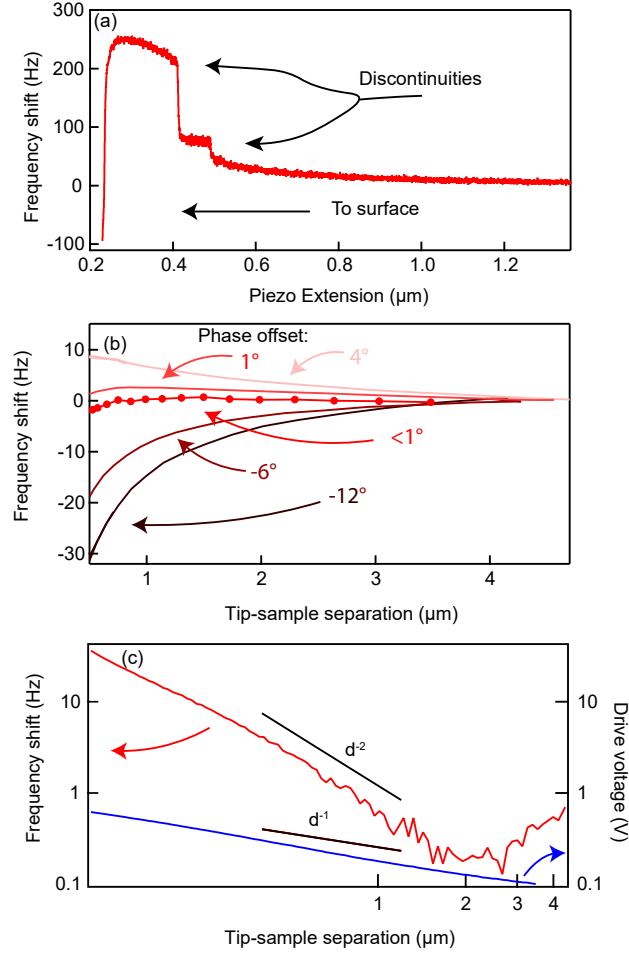 (a)
300
200
100
0
-100
Frequency shift (Hz)
Discontinuities
To surface
0.2 0.4 0.6 0.8 1.0 1.2
Piezo Extension (µm)
(b)
Phase offset:
10
0
-10
-20
-30
Frequency shift (Hz)
1°
4°
<1°
-6°
-12°
1 2 3 4
Tip-sample separation (µm)
(c)
10
1
0.1
Frequency shift (Hz)
d-2
d-1
10
1
0.1
Drive voltage (V)
1 2 3 4
Tip-sample separation (µm)